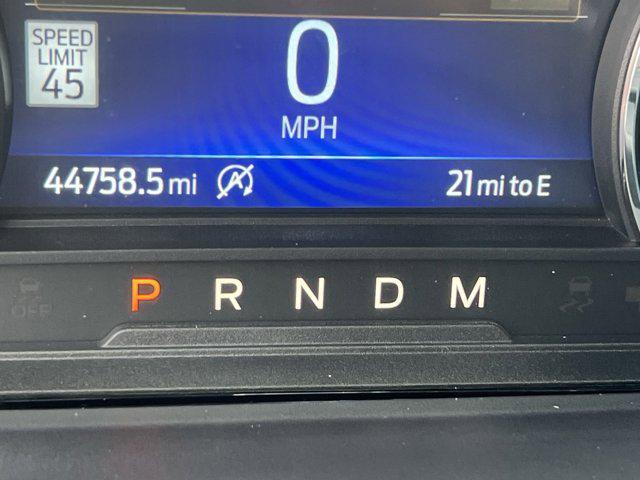 SPEED
LIMIT
45
0
MPH
44758.5 mi
21 mi to E
P R N D M
OFF